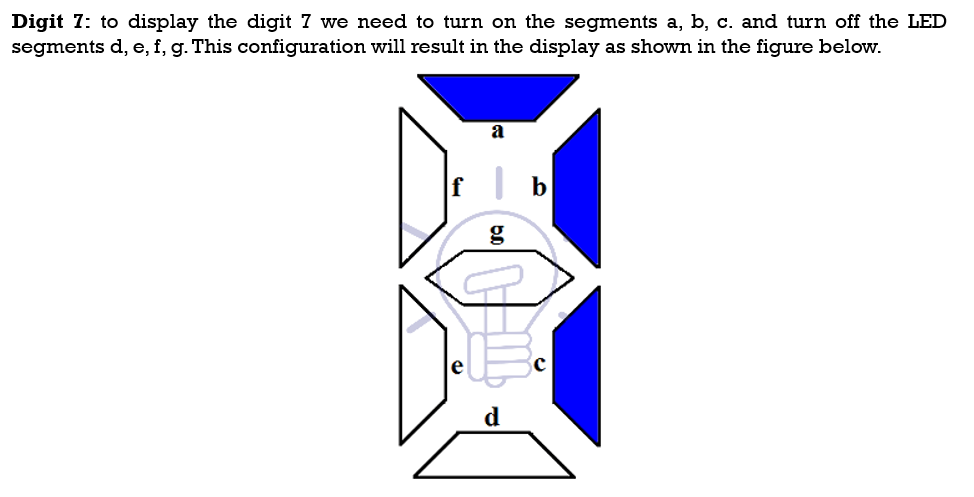 Digit 7: to display the digit 7 we need to turn on the segments a, b, c. and turn off the LED
segments d, e, f, g. This configuration will result in the display as shown in the figure below.
a
f b
g
e c
d